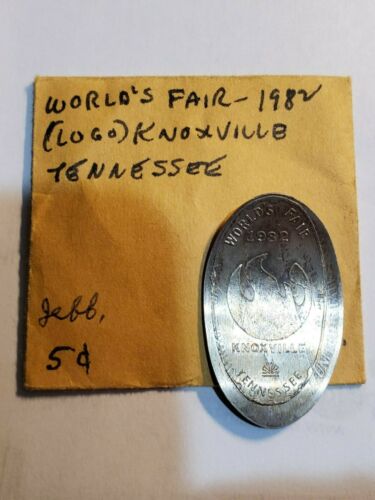 WORLD'S FAIR - 1982
(LOGO) KNOXVILLE
TENNESSEE
Jebb,
5¢
WORLD'S FAIR
1982
KNOXVILLE
TENNESSEE